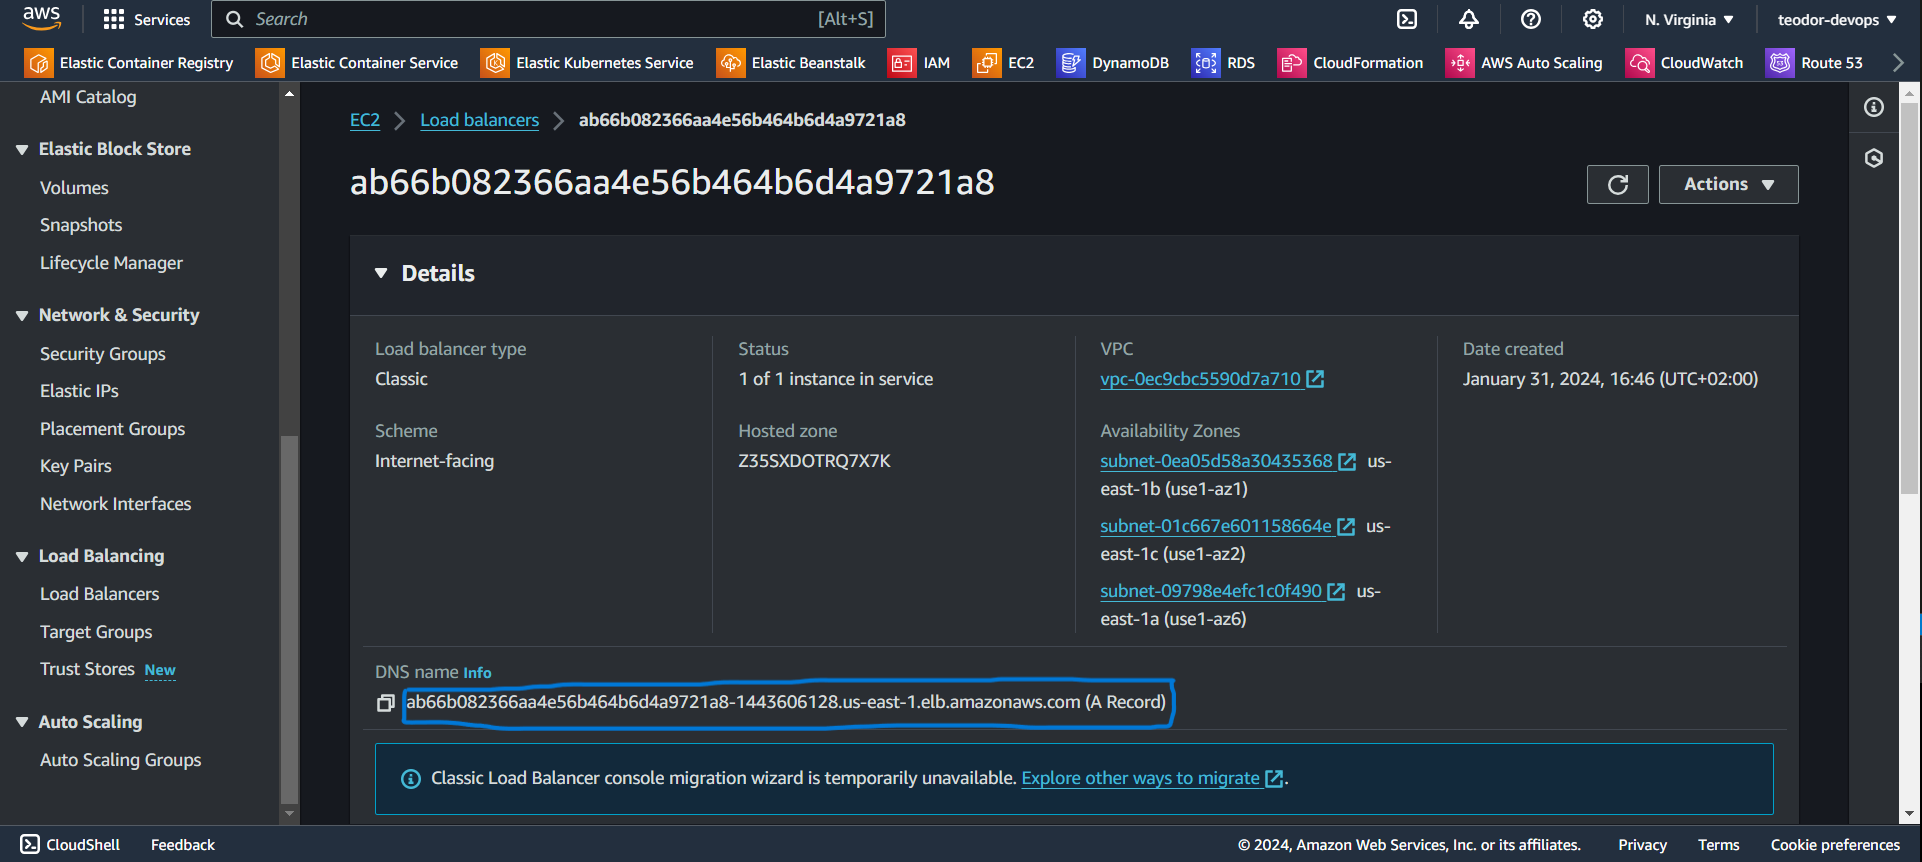 aws
Services
Search
[Alt+S]
N. Virginia
teodor-devops
Elastic Container Registry
Elastic Container Service
Elastic Kubernetes Service
Elastic Beanstalk
IAM
EC2
DynamoDB
RDS
CloudFormation
AWS Auto Scaling
CloudWatch
Route 53
AMI Catalog
Elastic Block Store
Volumes
Snapshots
Lifecycle Manager
Network & Security
Security Groups
Elastic IPs
Placement Groups
Key Pairs
Network Interfaces
Load Balancing
Load Balancers
Target Groups
Trust Stores New
Auto Scaling
Auto Scaling Groups
EC2
Load balancers
ab66b082366aa4e56b464b6d4a9721a8
ab66b082366aa4e56b464b6d4a9721a8
Actions
Details
Load balancer type
Classic
Scheme
Internet-facing
Status
1 of 1 instance in service
Hosted zone
Z35SXDOTRQ7X7K
VPC
vpc-0ec9cbc5590d7a710
Availability Zones
subnet-0ea05d58a30435368 us-
east-1b (use1-az1)
subnet-01c667e601158664e us-
east-1c (use1-az2)
subnet-09798e4efc1c0f490 us-
east-1a (use1-az6)
Date created
January 31, 2024, 16:46 (UTC+02:00)
DNS name Info
ab66b082366aa4e56b464b6d4a9721a8-1443606128.us-east-1.elb.amazonaws.com (A Record)
Classic Load Balancer console migration wizard is temporarily unavailable. Explore other ways to migrate.
CloudShell
Feedback
© 2024, Amazon Web Services, Inc. or its affiliates.
Privacy
Terms
Cookie preferences